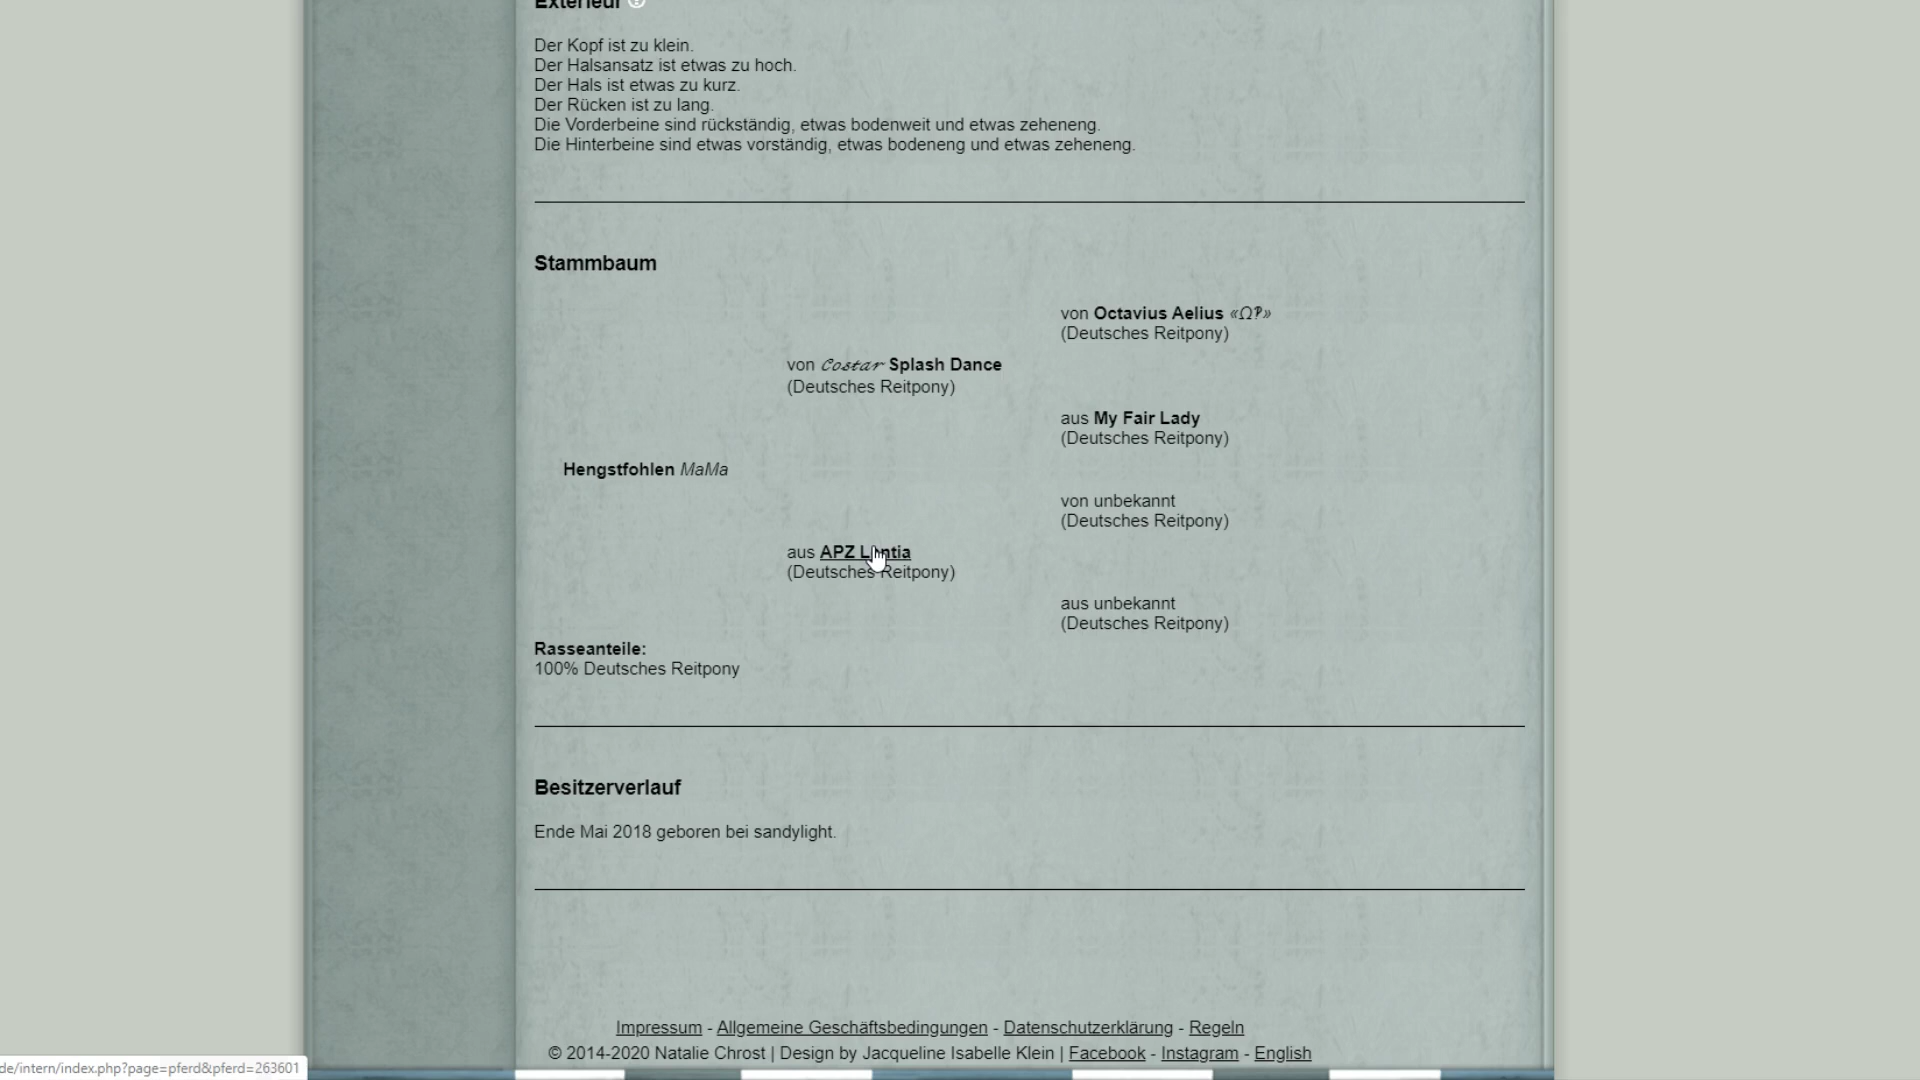 Exterieur
Der Kopf ist zu klein.
Der Halsansatz ist etwas zu hoch.
Der Hals ist etwas zu kurz.
Der Rücken ist zu lang.
Die Vorderbeine sind rückständig, etwas bodenweit und etwas zeheneng.
Die Hinterbeine sind etwas vorständig, etwas bodeneng und etwas zeheneng.
Stammbaum
von Octavius Aelius
(Deutsches Reitpony)
von Costar Splash Dance
(Deutsches Reitpony)
aus My Fair Lady
(Deutsches Reitpony)
Hengstfohlen MaMa
von unbekannt
(Deutsches Reitpony)
aus APZ
(Deutsches Reitpony)
aus unbekannt
(Deutsches Reitpony)
Rasseanteile:
100% Deutsches Reitpony
Besitzerverlauf
Ende Mai 2018 geboren bei sandylight.
Impressum - Allgemeine Geschäftsbedingungen - Datenschutzerklärung - Regeln
© 2014-2020 Natalie Chrost | Design by Jacqueline Isabelle Klein | Facebook - Instagram - English
de/intern/index.php?page=pferd&pferd=263601